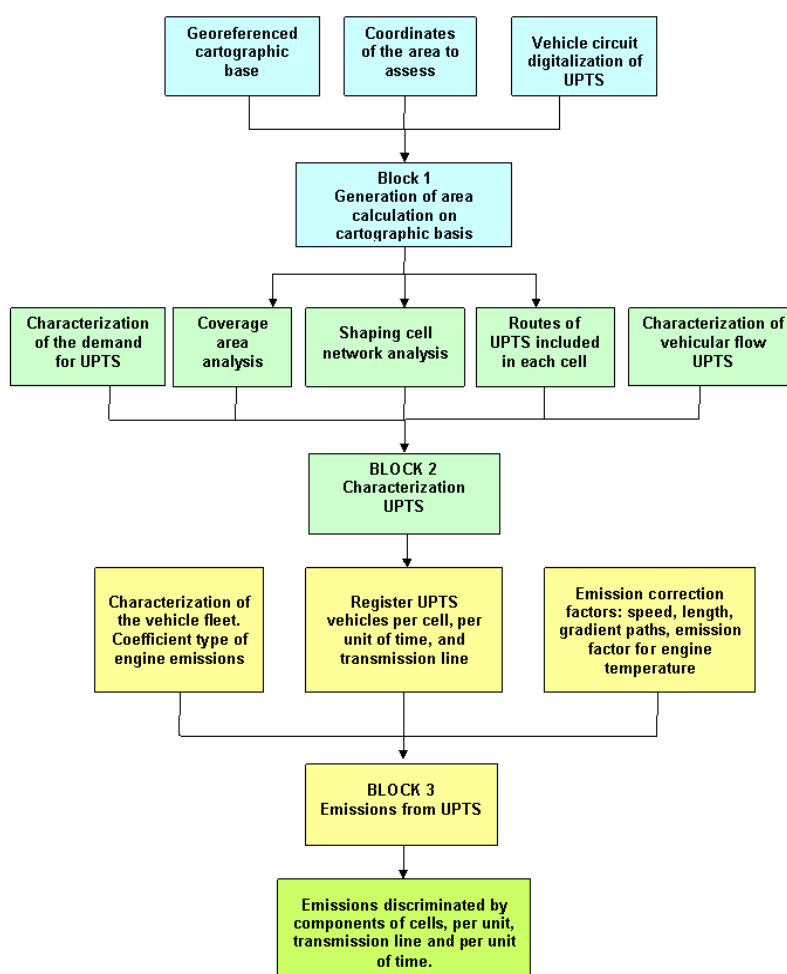 Georeferenced
cartographic
base
Coordinates
of the area to
assess
Vehicle circuit
digitalization of
UPTS
Block 1
Generation of area
calculation on
cartographic basis
Characterization
of the demand
for UPTS
Coverage
area
analysis
Shaping cell
network analysis
Routes of
UPTS included
in each cell
Characterization of
vehicular flow
UPTS
BLOCK 2
Characterization
UPTS
Characterization of
the vehicle fleet.
Coefficient type of
engine emissions
Register UPTS
vehicles per cell, per
unit of time, and
transmission line
Emission correction
factors: speed, length,
gradient paths, emission
factor for engine
temperature
BLOCK 3
Emissions from UPTS
Emissions discriminated by
components of cells, per unit,
transmission line and per unit
of time.